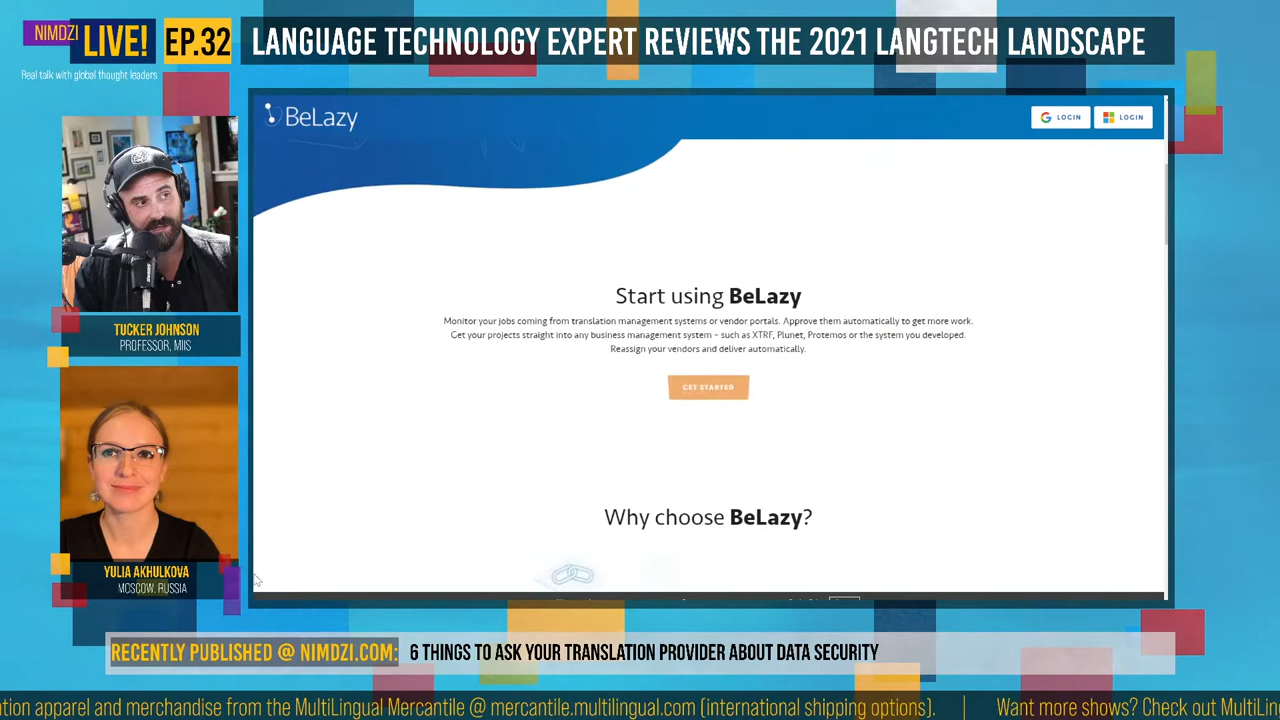 NIMDZI LIVE!
Real talk with global thought leaders
EP.32
LANGUAGE TECHNOLOGY EXPERT REVIEWS THE 2021 LANGTECH LANDSCAPE
BeLazy
LOGIN
LOGIN
Start using BeLazy
Monitor your jobs coming from translation management systems or vendor portals. Approve them automatically to get more work.
Get your projects straight into any business management system – such as XTRF, Plunet, Protemos or the system you developed.
Reassign your vendors and deliver automatically.
GET STARTED
Why choose BeLazy?
TUCKER JOHNSON
PROFESSOR, MIIS
YULIA AKHULKOVA
MOSCOW, RUSSIA
RECENTLY PUBLISHED @ NIMDZI.COM: 6 THINGS TO ASK YOUR TRANSLATION PROVIDER ABOUT DATA SECURITY
ation apparel and merchandise from the MultiLingual Mercantile @ mercantile.multilingual.com (international shipping options). | Want more shows? Check out MultiLin